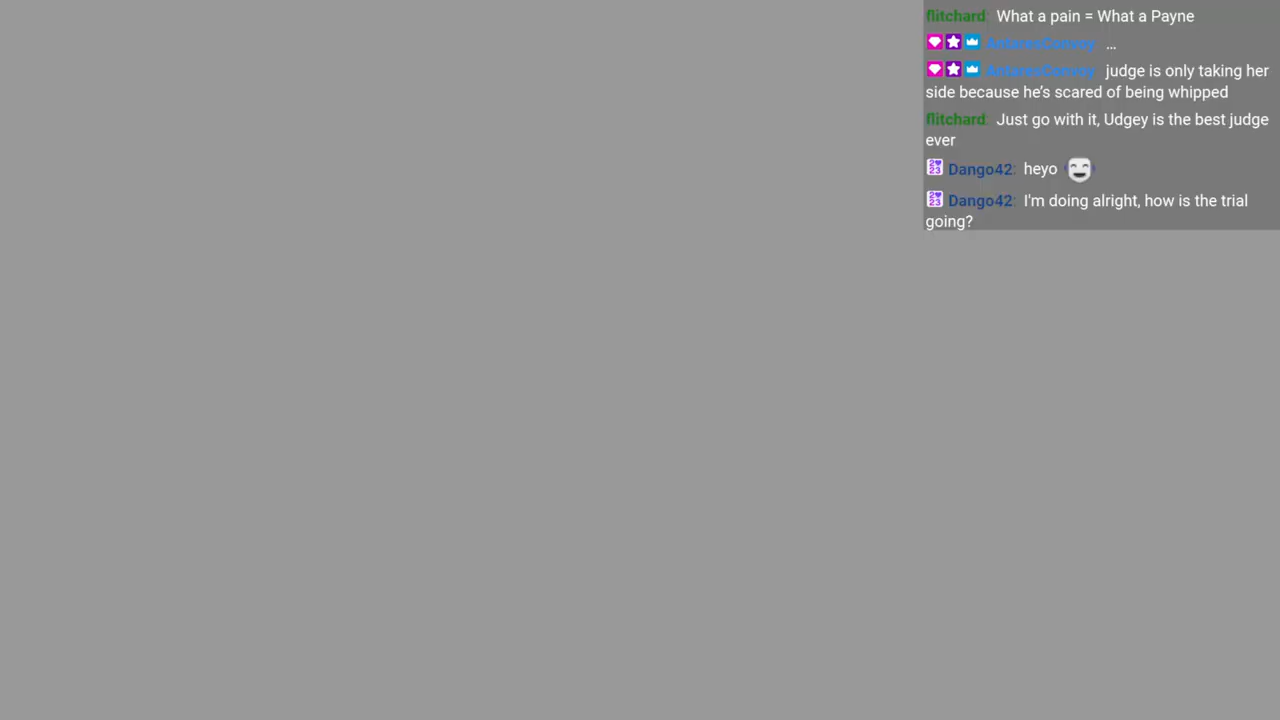 flitchard: What a pain = What a Payne
AntaresConvoy ...
AntaresConvoy judge is only taking her
side because he's scared of being whipped
flitchard: Just go with it, Udgey is the best judge
ever
Dango42: heyo
Dango42: I'm doing alright, how is the trial
going?